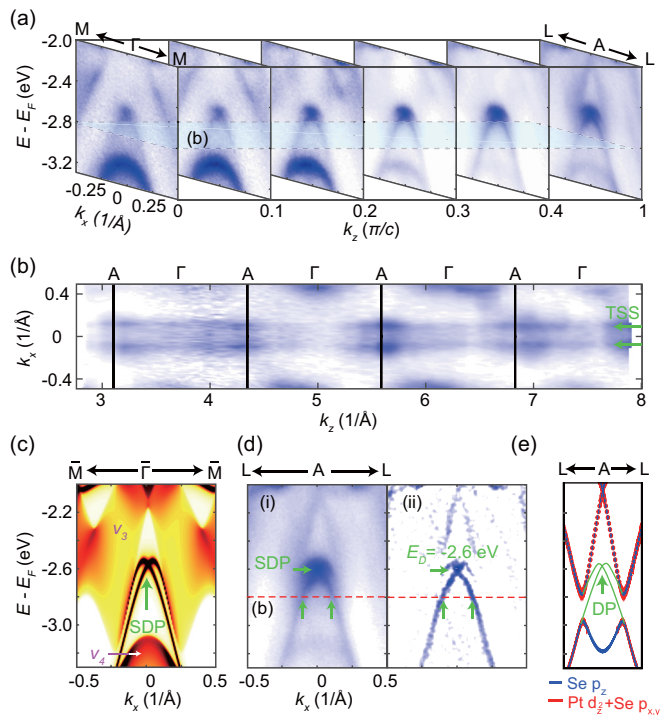 (a)
M
Γ
M
L
A
L
-2.0
-2.4
-2.8
-3.2
E - E_F (eV)
(b)
-0.25
0
0.25
k_x (1/Å)
0 0.1 0.2 0.3 0.4 1
k_z (π/c)
(b)
A Γ A Γ A Γ A Γ
0.4
0
-0.4
k_x (1/Å)
TSS
3 4 5 6 7 8
k_z (1/Å)
(c)
M̄ Γ̄ M̄
-2.2
-2.6
-3.0
E - E_F (eV)
v_3
SDP
v_4
-0.5 0 0.5
k_x (1/Å)
(d)
L A L
(i)
SDP
(b)
(ii)
E_D = -2.6 eV
-0.5 0 0.5
k_x (1/Å)
(e)
L A L
DP
Se p_z
Pt d_z²+Se p_x,y